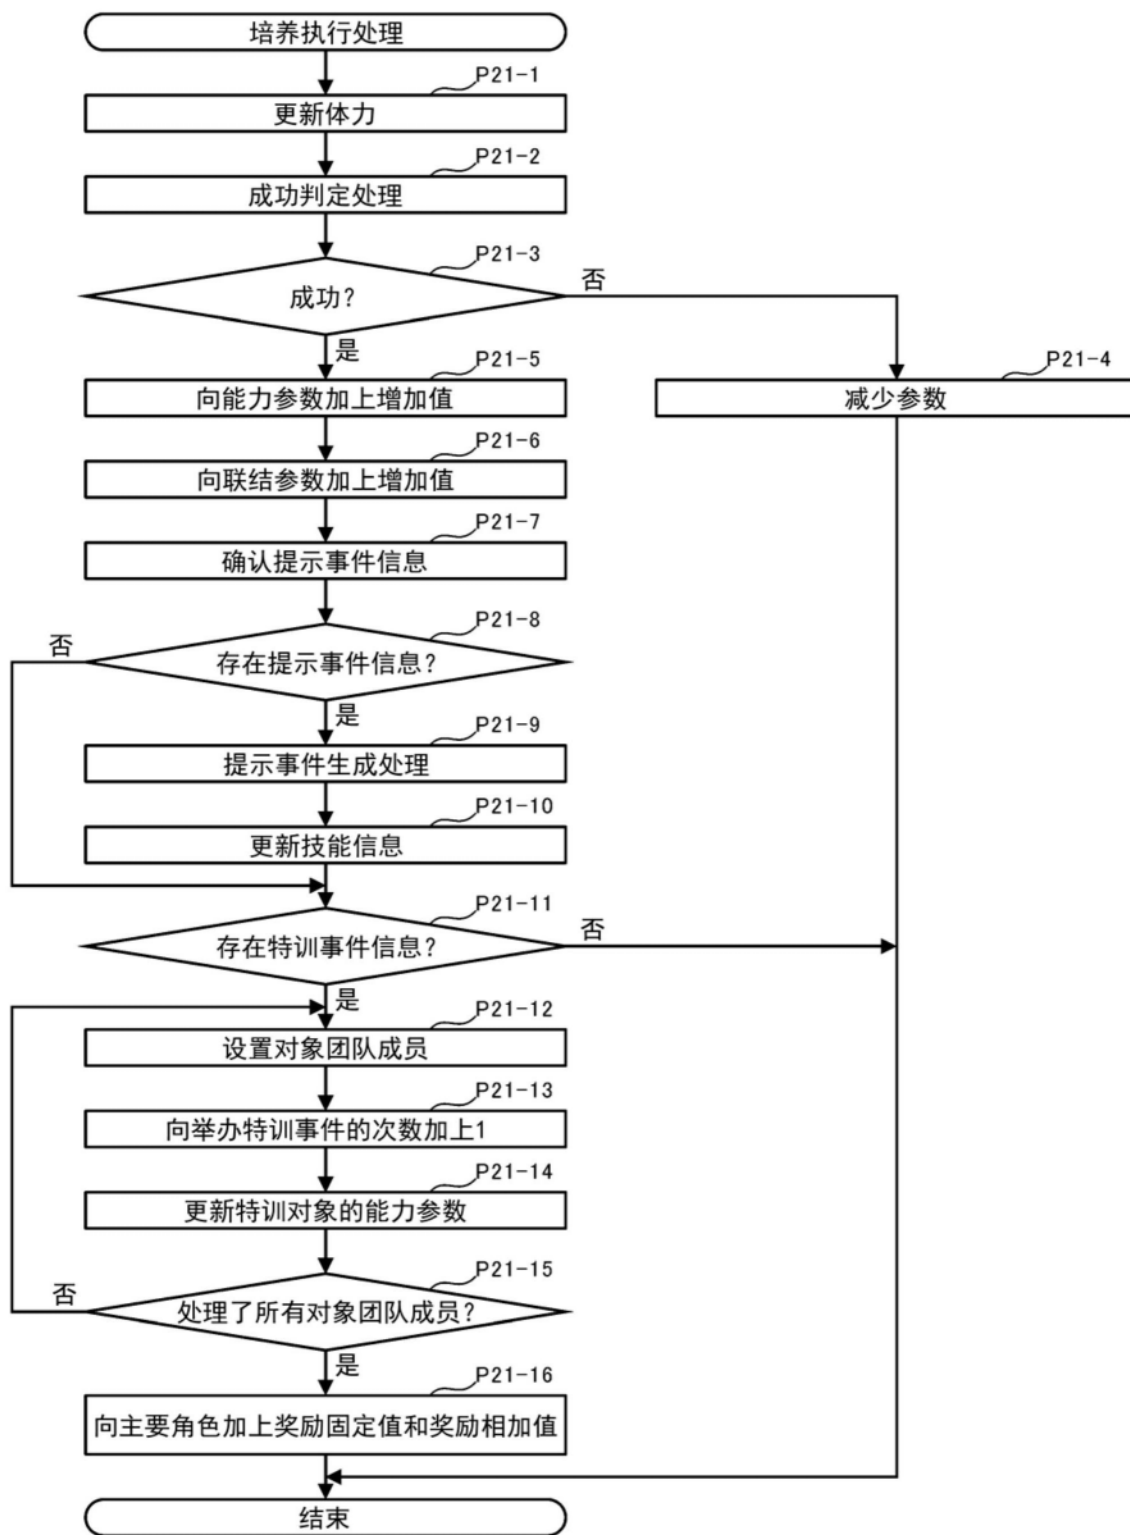 培养执行处理
P21-1
更新体力
P21-2
成功判定处理
P21-3
成功?
否
是
P21-5
向能力参数加上增加值
P21-4
减少参数
P21-6
向联结参数加上增加值
P21-7
确认提示事件信息
P21-8
否
存在提示事件信息?
是
P21-9
提示事件生成处理
P21-10
更新技能信息
P21-11
存在特训事件信息?
否
是
P21-12
设置对象团队成员
P21-13
向举办特训事件的次数加上1
P21-14
更新特训对象的能力参数
P21-15
否
处理了所有对象团队成员?
是
P21-16
向主要角色加上奖励固定值和奖励相加值
结束